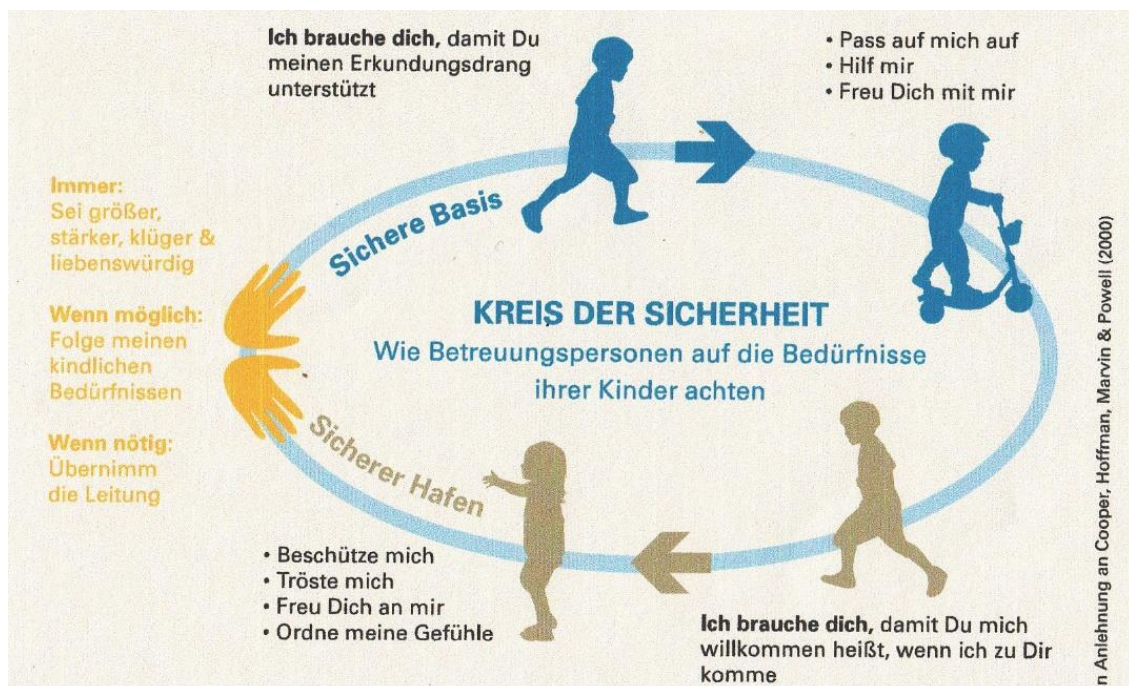 Ich brauche dich, damit Du
meinen Erkundungsdrang
unterstützt
• Pass auf mich auf
• Hilf mir
• Freu Dich mit mir
Immer:
Sei größer,
stärker, klüger &
liebenswürdig
Wenn möglich:
Folge meinen
kindlichen
Bedürfnissen
Wenn nötig:
Übernimm
die Leitung
Sichere Basis
KREIS DER SICHERHEIT
Wie Betreuungspersonen auf die Bedürfnisse
ihrer Kinder achten
Sicherer Hafen
• Beschütze mich
• Tröste mich
• Freu Dich an mir
• Ordne meine Gefühle
Ich brauche dich, damit Du mich
willkommen heißt, wenn ich zu Dir
komme
n Anlehnung an Cooper, Hoffman, Marvin & Powell (2000)